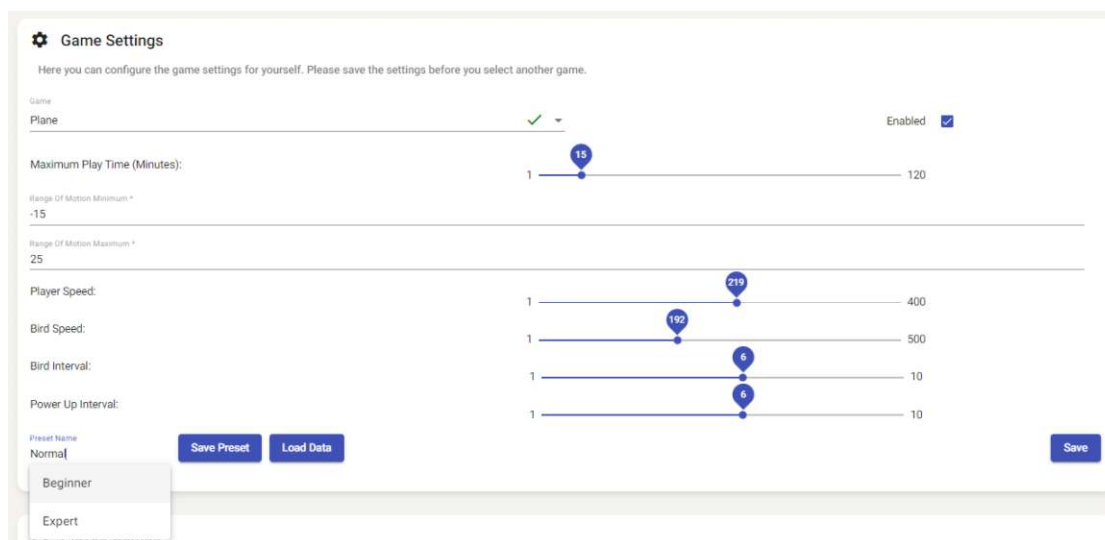 Game Settings
Here you can configure the game settings for yourself. Please save the settings before you select another game.
Game
Plane
Enabled
Maximum Play Time (Minutes):
1
15
120
Range Of Motion Minimum *
-15
Range Of Motion Maximum *
25
Player Speed:
1
219
400
Bird Speed:
1
192
500
Bird Interval:
1
6
10
Power Up Interval:
1
6
10
Preset Name
Normal
Save Preset
Load Data
Save
Beginner
Expert